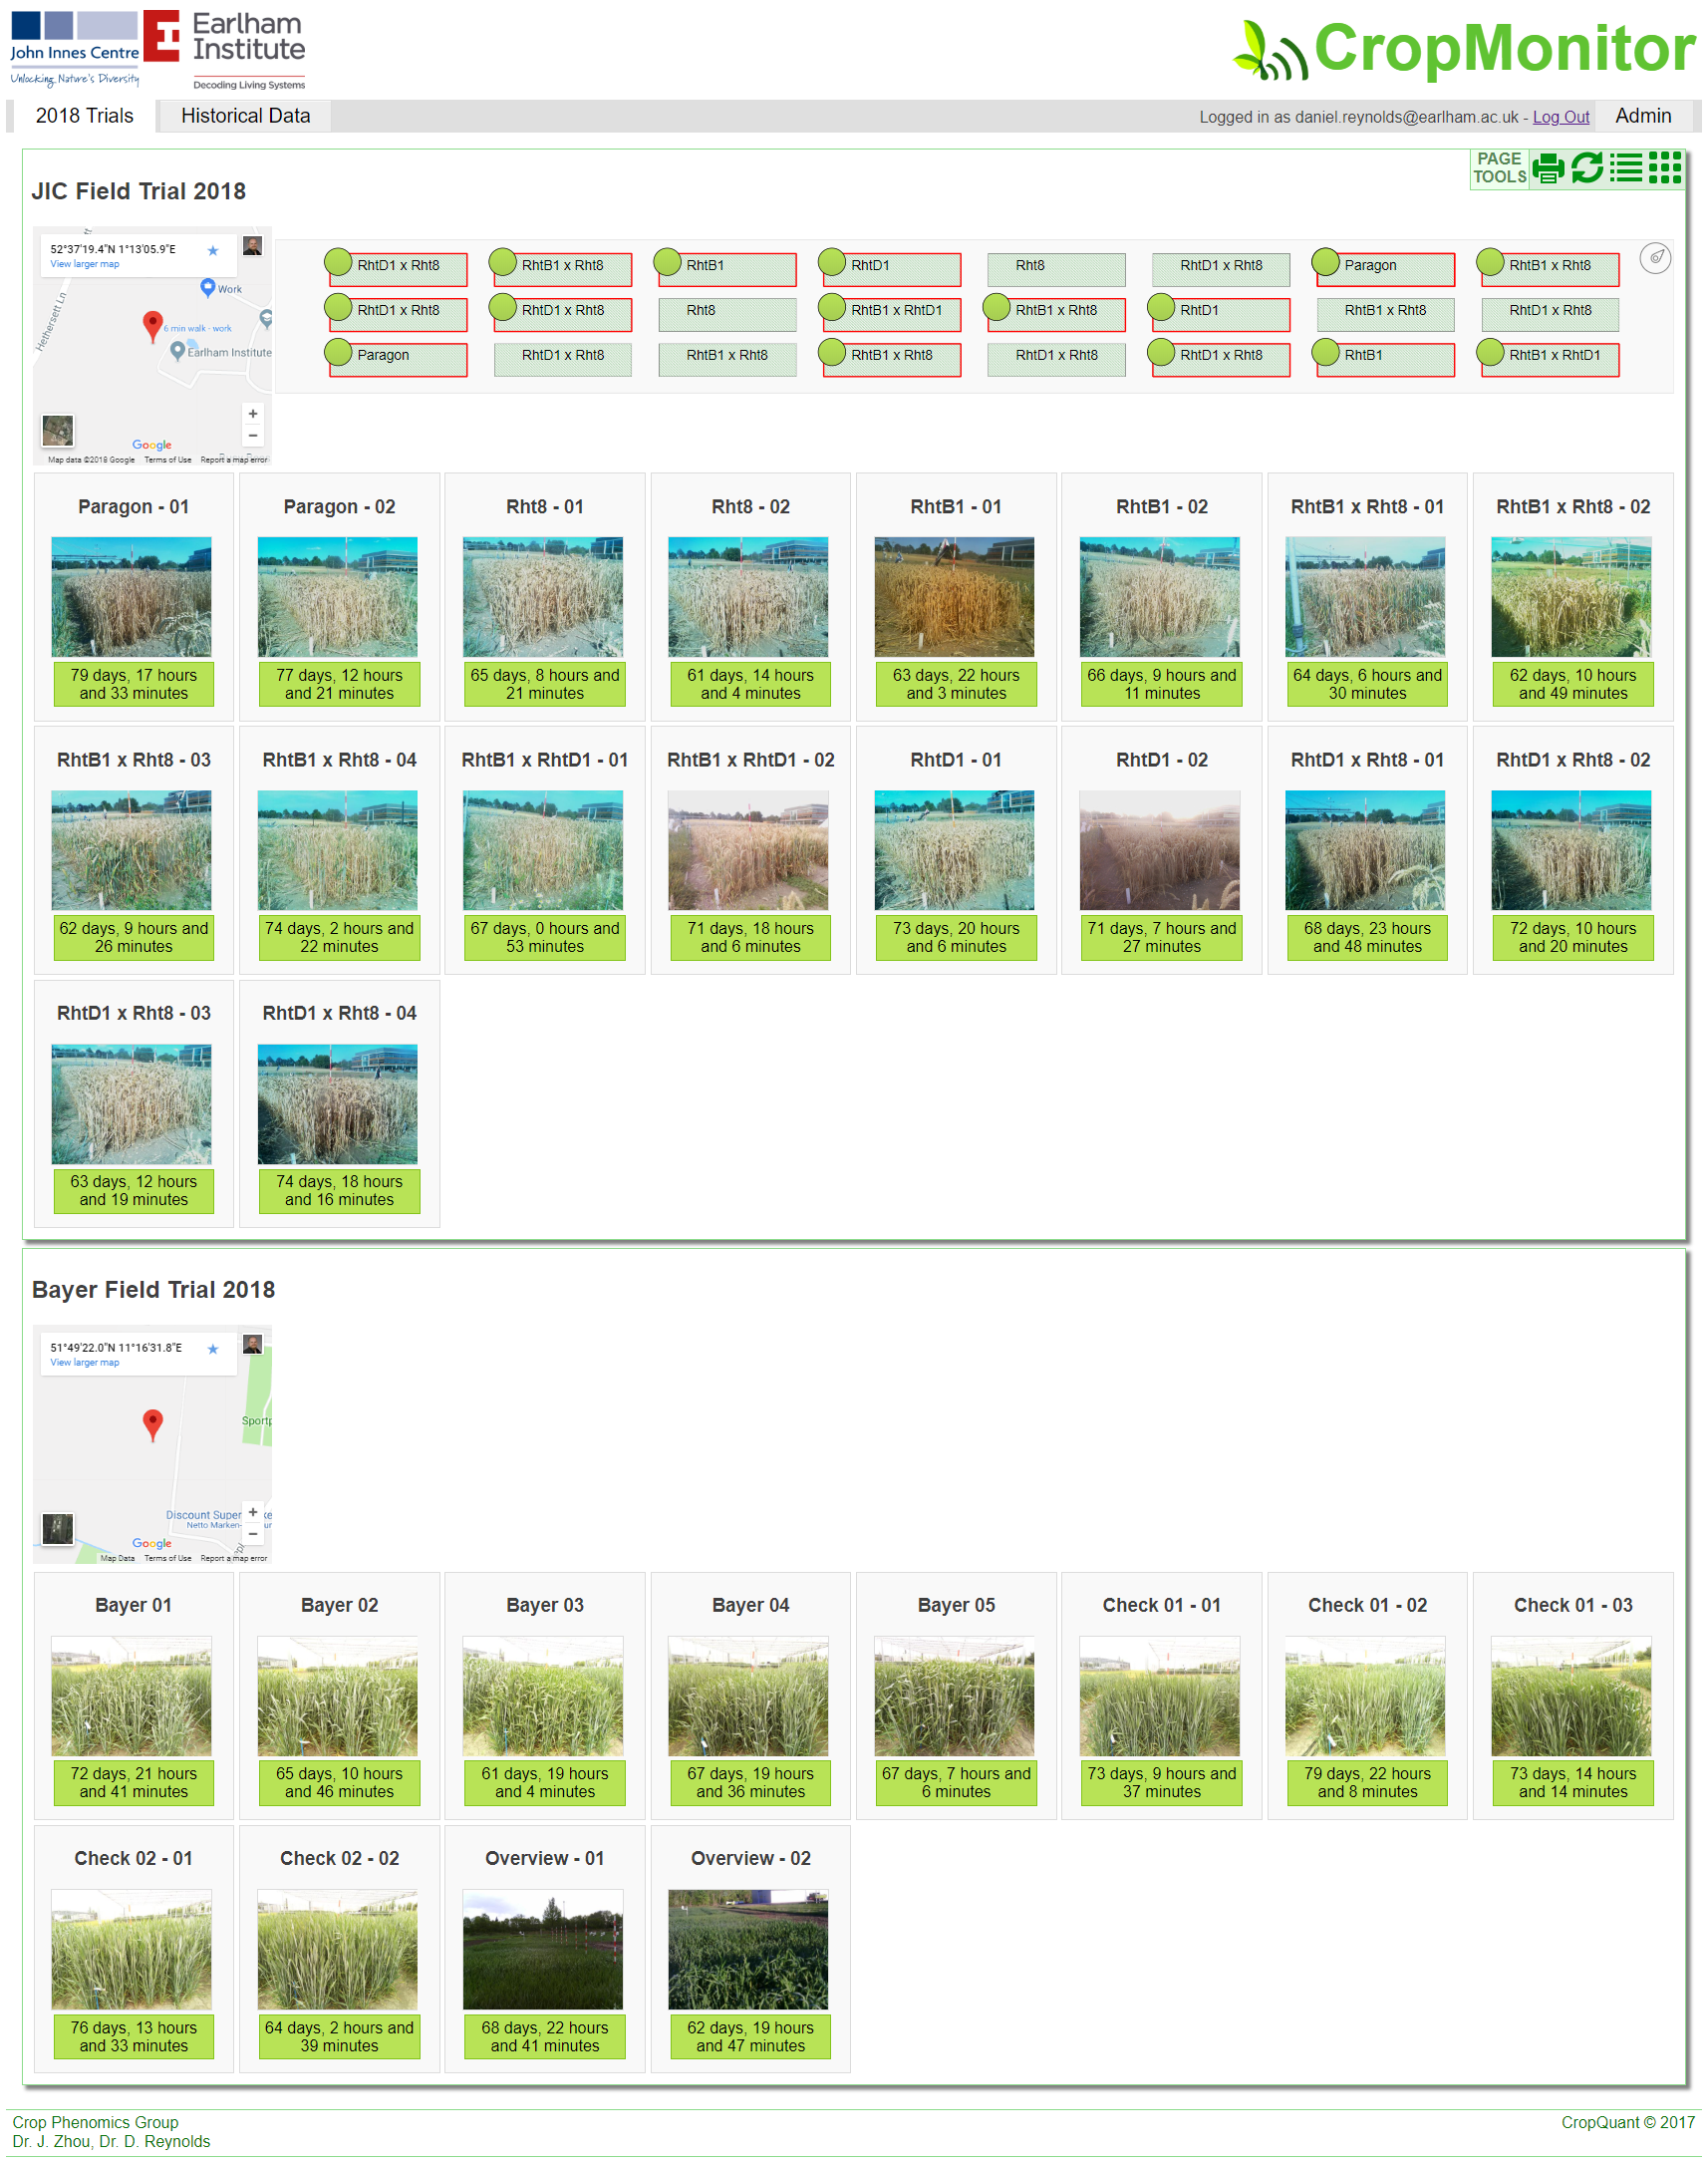 John Innes Centre
Unlocking Nature's Diversity
Earlham
Institute
Decoding Living Systems
CropMonitor
2018 Trials
Historical Data
Logged in as daniel.reynolds@earlham.ac.uk - Log Out
Admin
PAGE
TOOLS
JIC Field Trial 2018
52°37'19.4"N 1°13'05.9"E
View larger map
Work
Hethersett Ln
6 min walk - work
Earlham Institute
+
−
Google
Map data ©2018 Google Terms of Use Report a map error
RhtD1 x Rht8
RhtB1 x Rht8
RhtB1
RhtD1
Rht8
RhtD1 x Rht8
Paragon
RhtB1 x Rht8
RhtD1 x Rht8
RhtD1 x Rht8
Rht8
RhtB1 x RhtD1
RhtB1 x Rht8
RhtD1
RhtB1 x Rht8
RhtD1 x Rht8
Paragon
RhtD1 x Rht8
RhtB1 x Rht8
RhtB1 x Rht8
RhtD1 x Rht8
RhtD1 x Rht8
RhtB1
RhtB1 x RhtD1
Paragon - 01
79 days, 17 hours
and 33 minutes
Paragon - 02
77 days, 12 hours
and 21 minutes
Rht8 - 01
65 days, 8 hours and
21 minutes
Rht8 - 02
61 days, 14 hours
and 4 minutes
RhtB1 - 01
63 days, 22 hours
and 3 minutes
RhtB1 - 02
66 days, 9 hours and
11 minutes
RhtB1 x Rht8 - 01
64 days, 6 hours and
30 minutes
RhtB1 x Rht8 - 02
62 days, 10 hours
and 49 minutes
RhtB1 x Rht8 - 03
62 days, 9 hours and
26 minutes
RhtB1 x Rht8 - 04
74 days, 2 hours and
22 minutes
RhtB1 x RhtD1 - 01
67 days, 0 hours and
53 minutes
RhtB1 x RhtD1 - 02
71 days, 18 hours
and 6 minutes
RhtD1 - 01
73 days, 20 hours
and 6 minutes
RhtD1 - 02
71 days, 7 hours and
27 minutes
RhtD1 x Rht8 - 01
68 days, 23 hours
and 48 minutes
RhtD1 x Rht8 - 02
72 days, 10 hours
and 20 minutes
RhtD1 x Rht8 - 03
63 days, 12 hours
and 19 minutes
RhtD1 x Rht8 - 04
74 days, 18 hours
and 16 minutes
Bayer Field Trial 2018
51°49'22.0"N 11°16'31.8"E
View larger map
Sportp
Discount Super
Netto Marken-
+
−
Google
Map Data Terms of Use Report a map error
Bayer 01
72 days, 21 hours
and 41 minutes
Bayer 02
65 days, 10 hours
and 46 minutes
Bayer 03
61 days, 19 hours
and 4 minutes
Bayer 04
67 days, 19 hours
and 36 minutes
Bayer 05
67 days, 7 hours and
6 minutes
Check 01 - 01
73 days, 9 hours and
37 minutes
Check 01 - 02
79 days, 22 hours
and 8 minutes
Check 01 - 03
73 days, 14 hours
and 14 minutes
Check 02 - 01
76 days, 13 hours
and 33 minutes
Check 02 - 02
64 days, 2 hours and
39 minutes
Overview - 01
68 days, 22 hours
and 41 minutes
Overview - 02
62 days, 19 hours
and 47 minutes
Crop Phenomics Group
Dr. J. Zhou, Dr. D. Reynolds
CropQuant © 2017